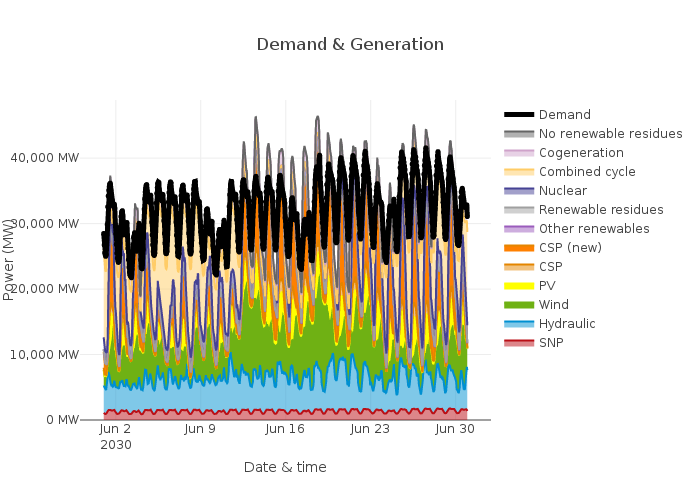 Demand & Generation
Power (MW)
40,000 MW
30,000 MW
20,000 MW
10,000 MW
0 MW
Jun 2
2030
Jun 9
Jun 16
Jun 23
Jun 30
Date & time
Demand
No renewable residues
Cogeneration
Combined cycle
Nuclear
Renewable residues
Other renewables
CSP (new)
CSP
PV
Wind
Hydraulic
SNP